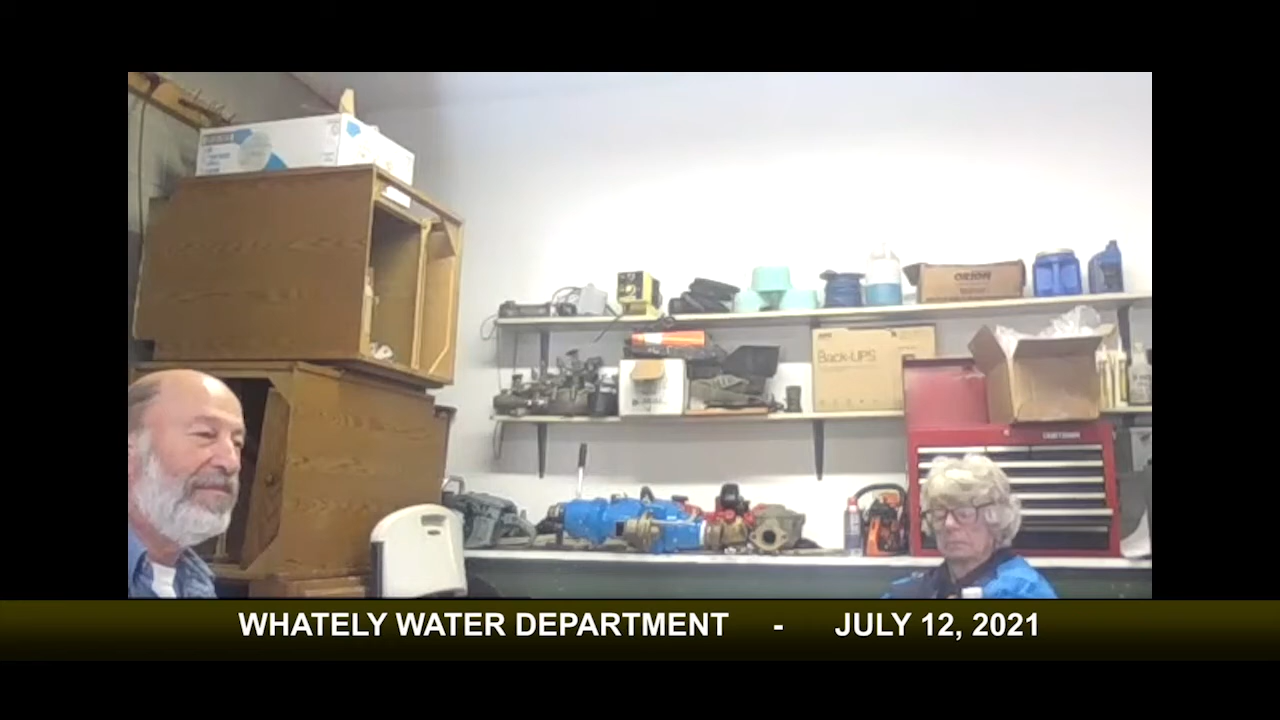 ORION
Back-UPS
CRAFTSMAN
WHATELY WATER DEPARTMENT - JULY 12, 2021